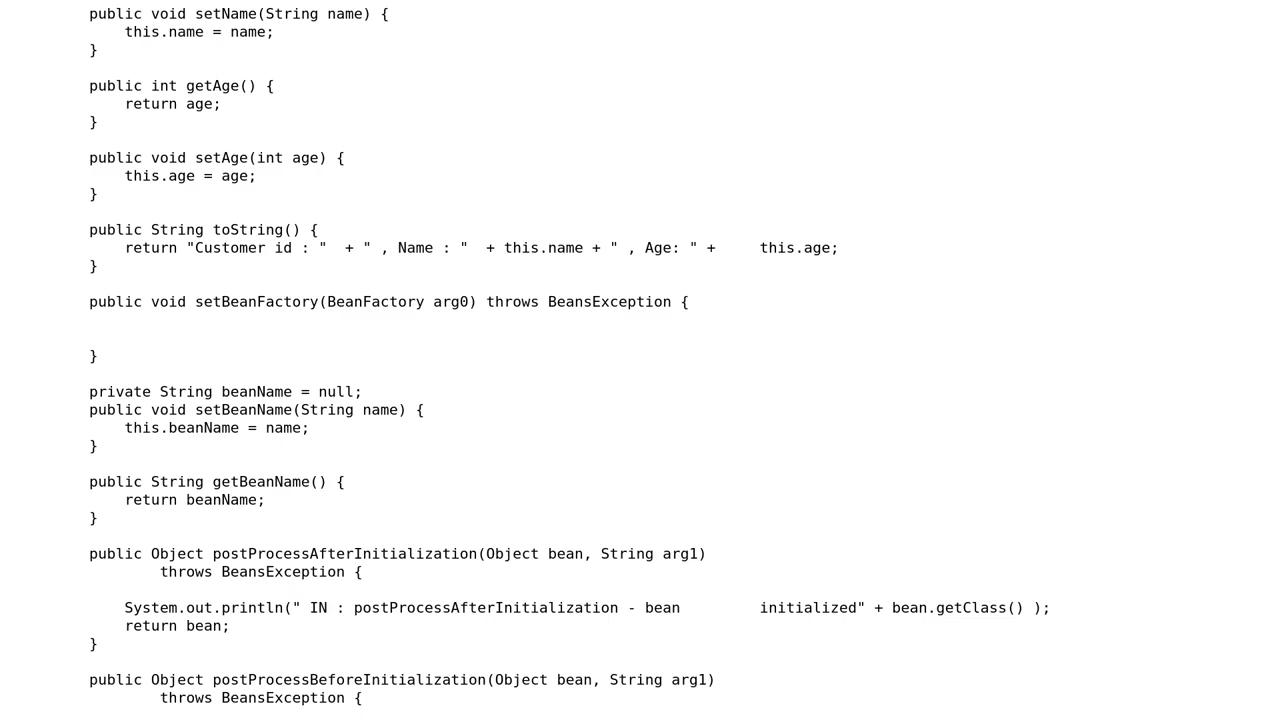 public void setName(String name) {
    this.name = name;
}

public int getAge() {
    return age;
}

public void setAge(int age) {
    this.age = age;
}

public String toString() {
    return "Customer id : "  + " , Name : "  + this.name + " , Age: " +     this.age;
}

public void setBeanFactory(BeanFactory arg0) throws BeansException {


}

private String beanName = null;
public void setBeanName(String name) {
    this.beanName = name;
}

public String getBeanName() {
    return beanName;
}

public Object postProcessAfterInitialization(Object bean, String arg1)
        throws BeansException {

    System.out.println(" IN : postProcessAfterInitialization - bean         initialized" + bean.getClass() );
    return bean;
}

public Object postProcessBeforeInitialization(Object bean, String arg1)
        throws BeansException {